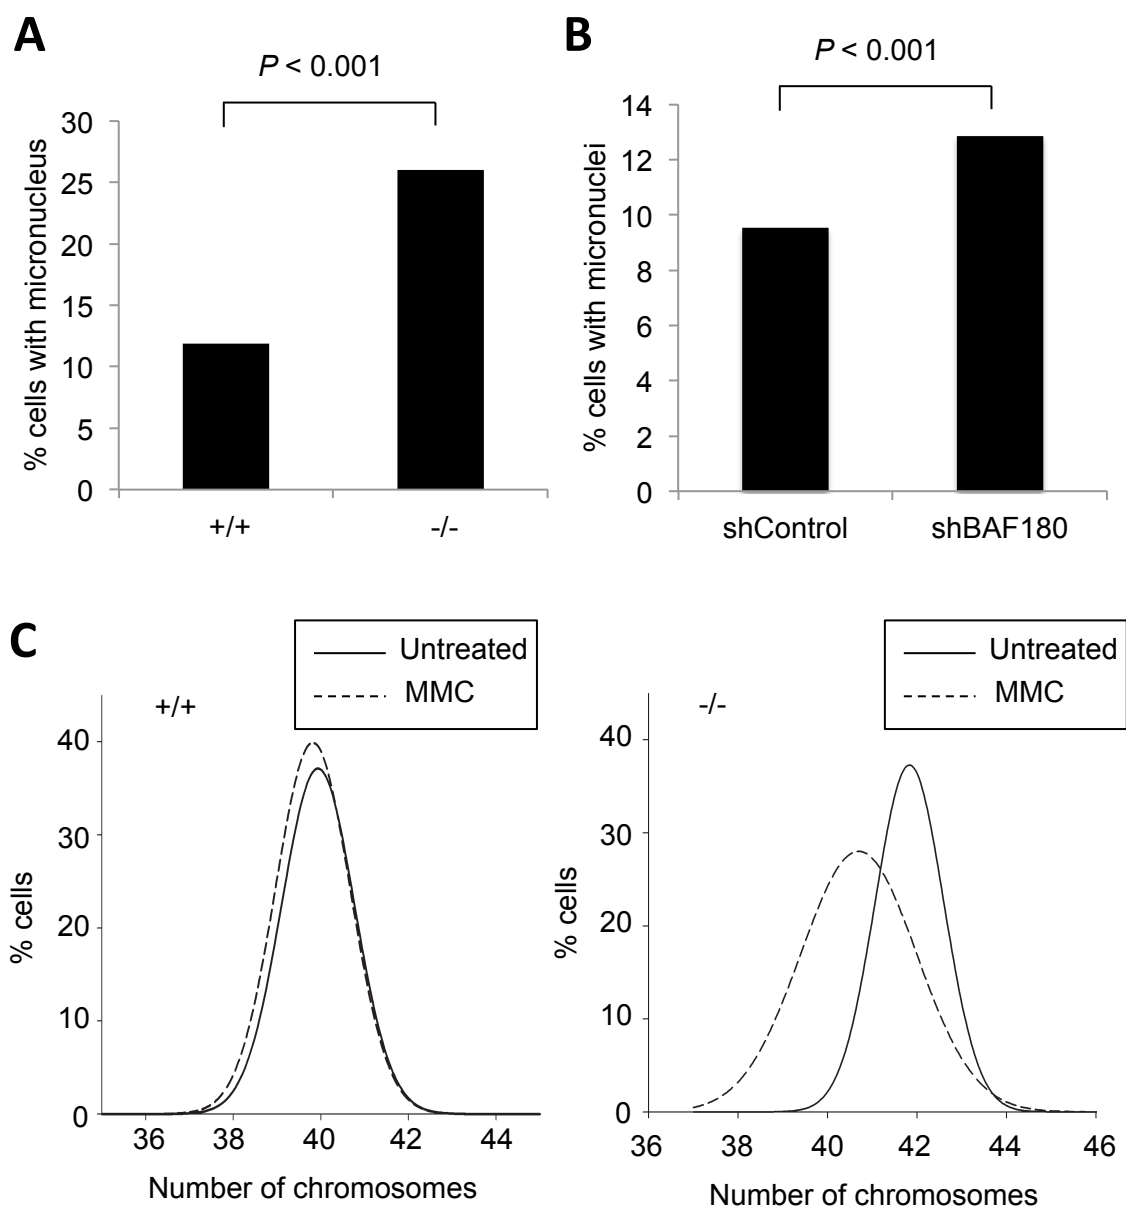 A
P < 0.001
% cells with micronucleus
30
25
20
15
10
5
0
+/+
-/-
B
P < 0.001
% cells with micronuclei
14
12
10
8
6
4
2
0
shControl
shBAF180
C
Untreated
MMC
+/+
% cells
40
30
20
10
0
36 38 40 42 44
Number of chromosomes
Untreated
MMC
-/-
% cells
40
30
20
10
0
36 38 40 42 44 46
Number of chromosomes